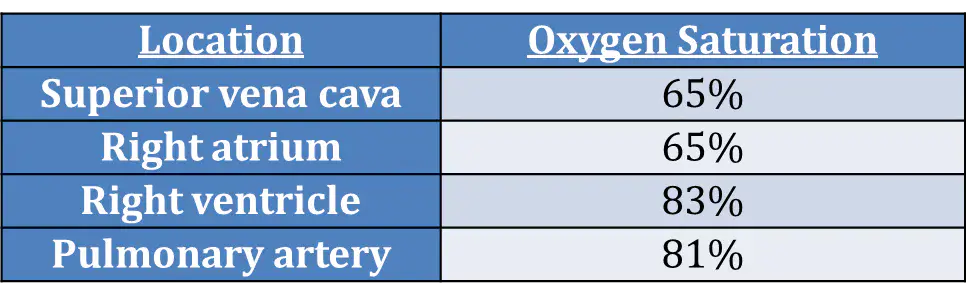 Location Oxygen Saturation
Superior vena cava 65%
Right atrium 65%
Right ventricle 83%
Pulmonary artery 81%